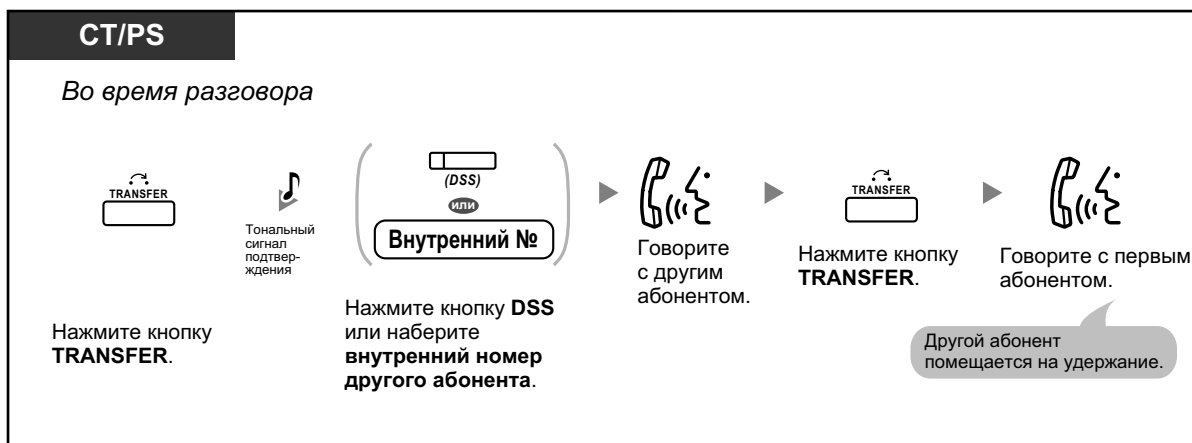 CT/PS
Во время разговора
TRANSFER
Тональный
сигнал
подтвер-
ждения
(DSS)
или
Внутренний №
TRANSFER
Нажмите кнопку
TRANSFER.
Нажмите кнопку DSS
или наберите
внутренний номер
другого абонента.
Говорите
с другим
абонентом.
Нажмите кнопку
TRANSFER.
Говорите с первым
абонентом.
Другой абонент
помещается на удержание.